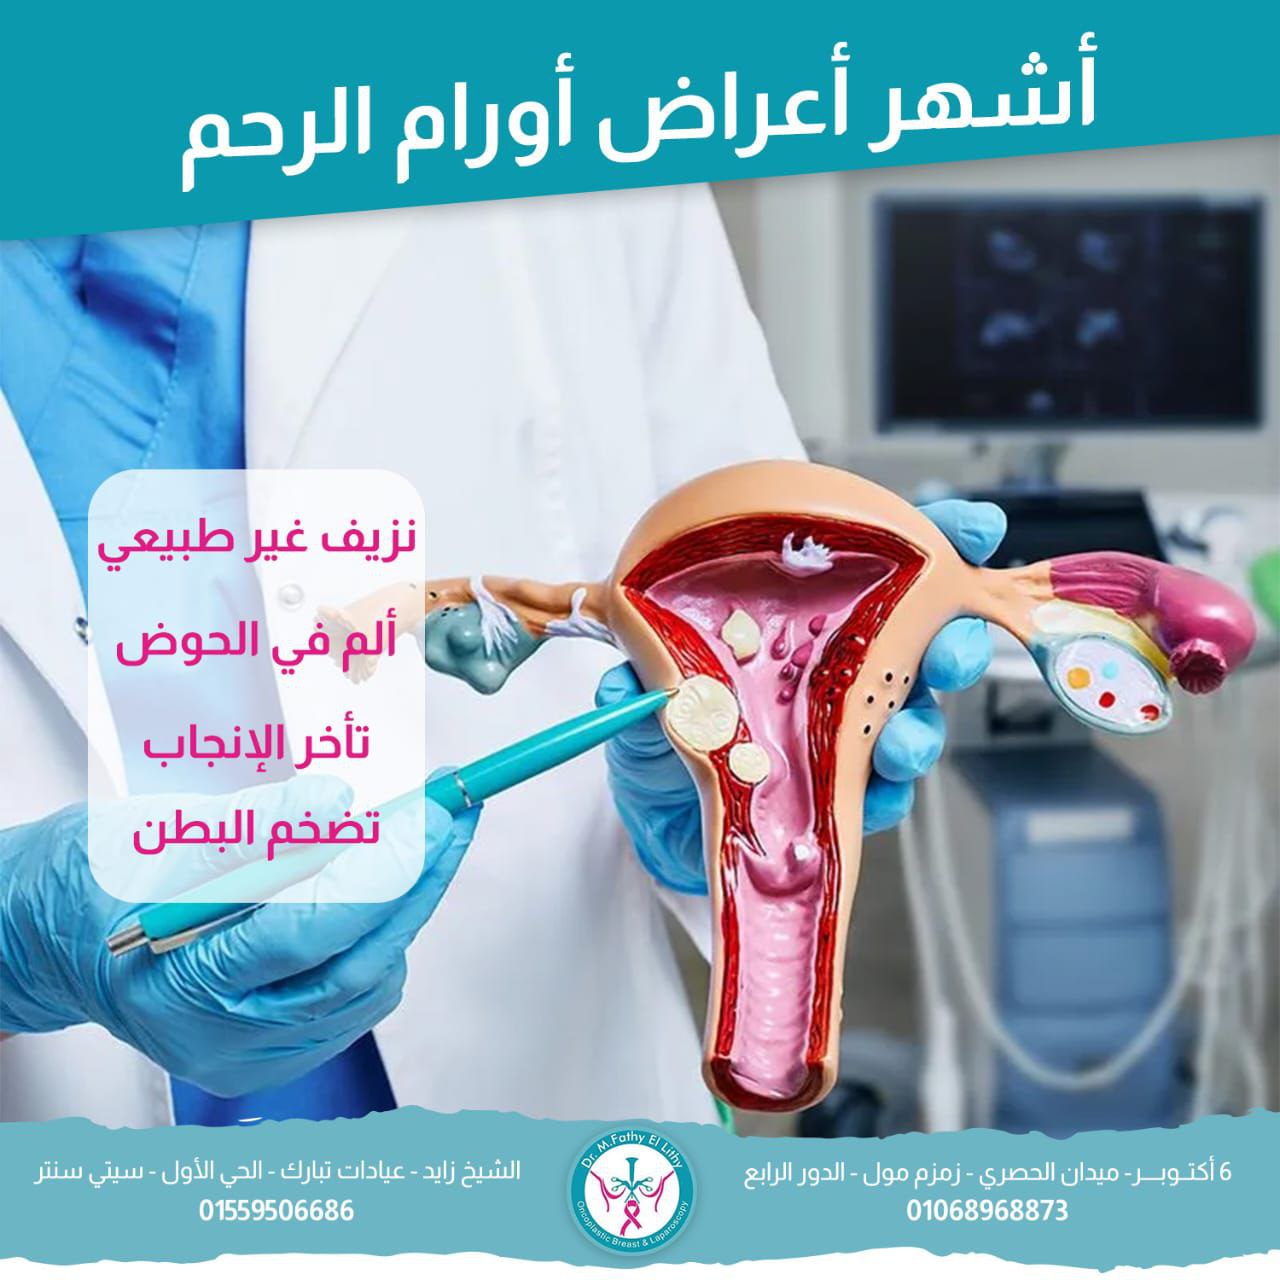 أشهر أعراض أورام الرحم
نزيف غير طبيعي
ألم في الحوض
تأخر الإنجاب
تضخم البطن
6 أكتـوبـــر- ميدان الحصري - زمزم مول - الدور الرابع
01068968873
Dr. M.Fathy El Lithy
Oncoplastic Breast & Laparoscopy
الشيخ زايد - عيادات تبارك - الحي الأول - سيتي سنتر
01559506686